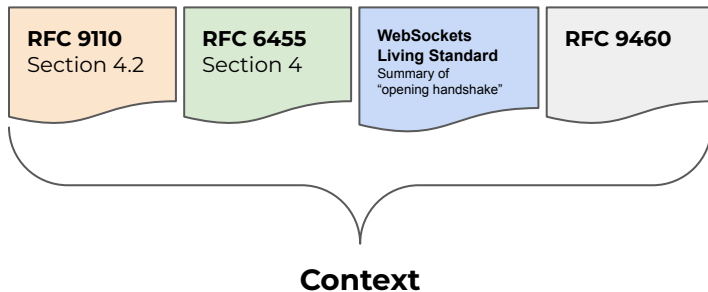 RFC 9110
Section 4.2
RFC 6455
Section 4
WebSockets
Living Standard
Summary of
“opening handshake”
RFC 9460
Context